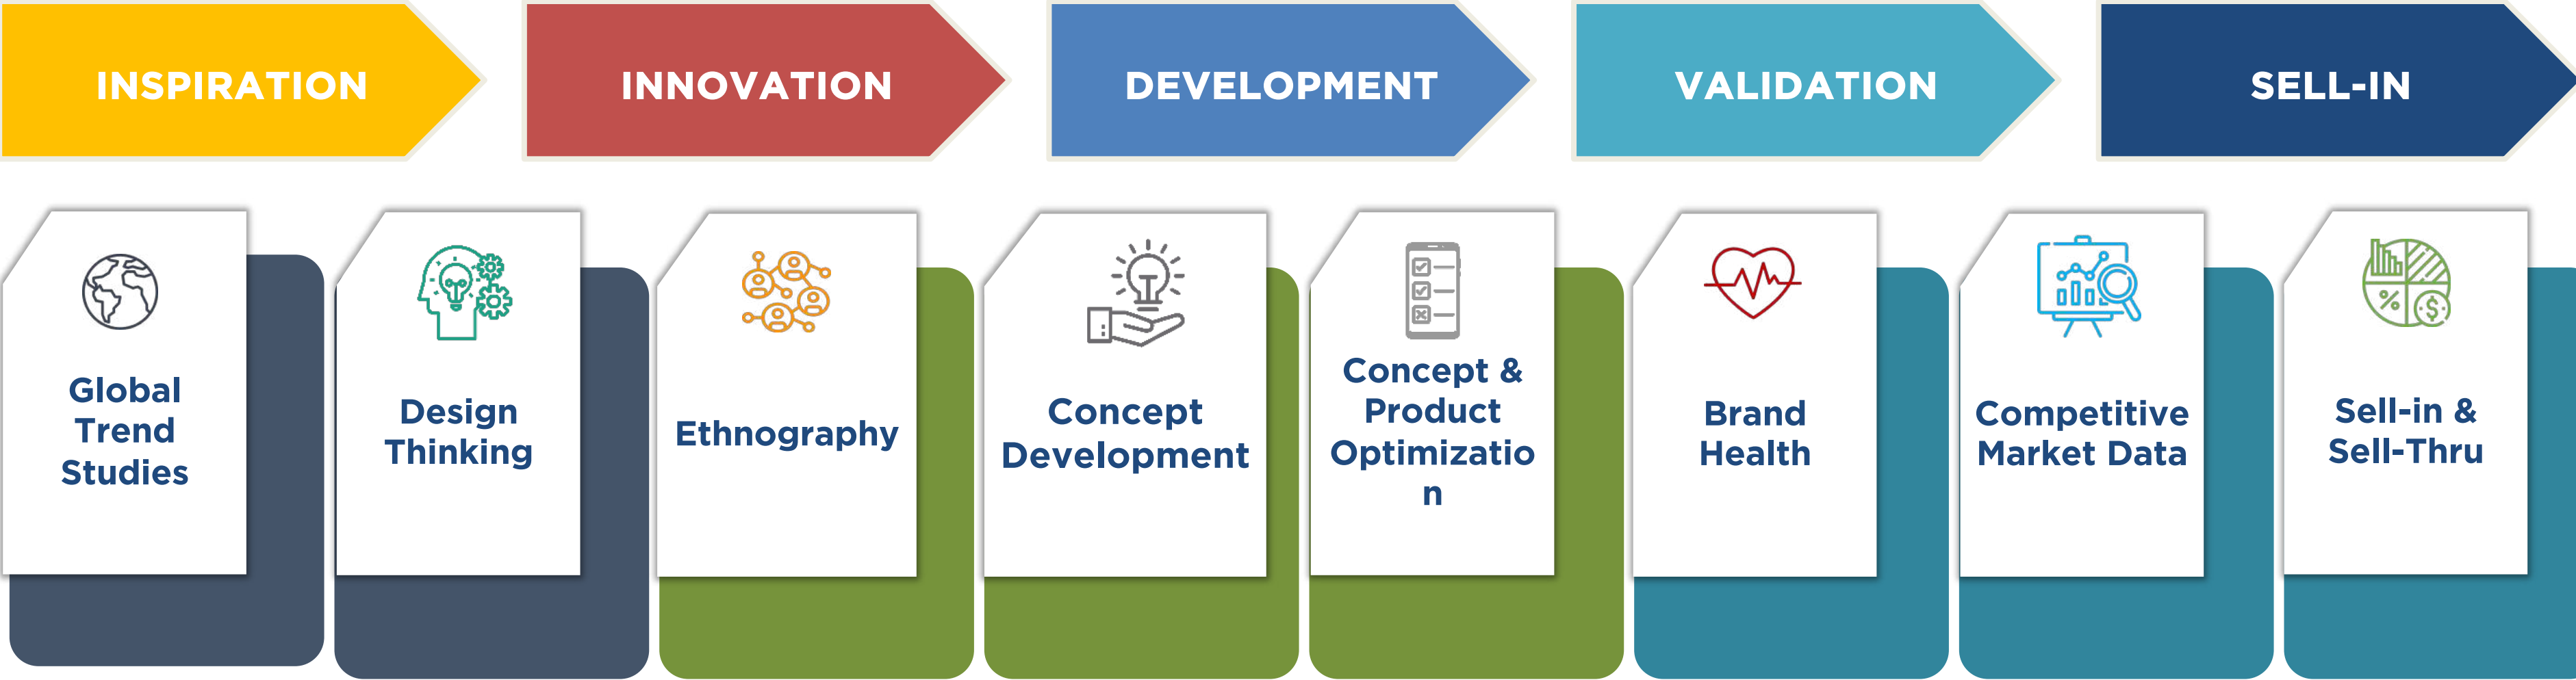 INSPIRATION
INNOVATION
DEVELOPMENT
VALIDATION
SELL-IN
Global
Trend
Studies
Design
Thinking
Ethnography
Concept
Development
Concept &
Product
Optimizatio
n
Brand
Health
Competitive
Market Data
Sell-in &
Sell-Thru